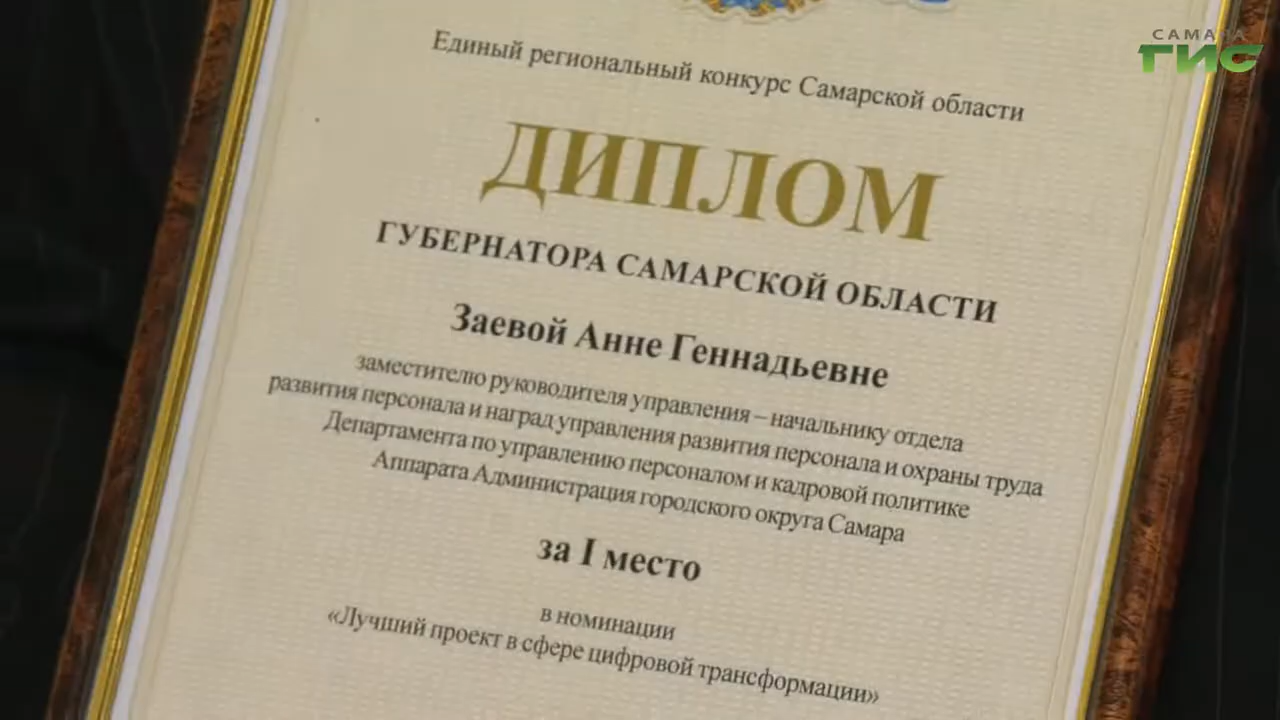 САМАРА
ГИС
Единый региональный конкурс Самарской области
ДИПЛОМ
ГУБЕРНАТОРА САМАРСКОЙ ОБЛАСТИ
Заевой Анне Геннадьевне
заместителю руководителя управления – начальнику отдела
развития персонала и наград управления развития персонала и охраны труда
Департамента по управлению персоналом и кадровой политике
Аппарата Администрация городского округа Самара
за I место
в номинации
«Лучший проект в сфере цифровой трансформации»